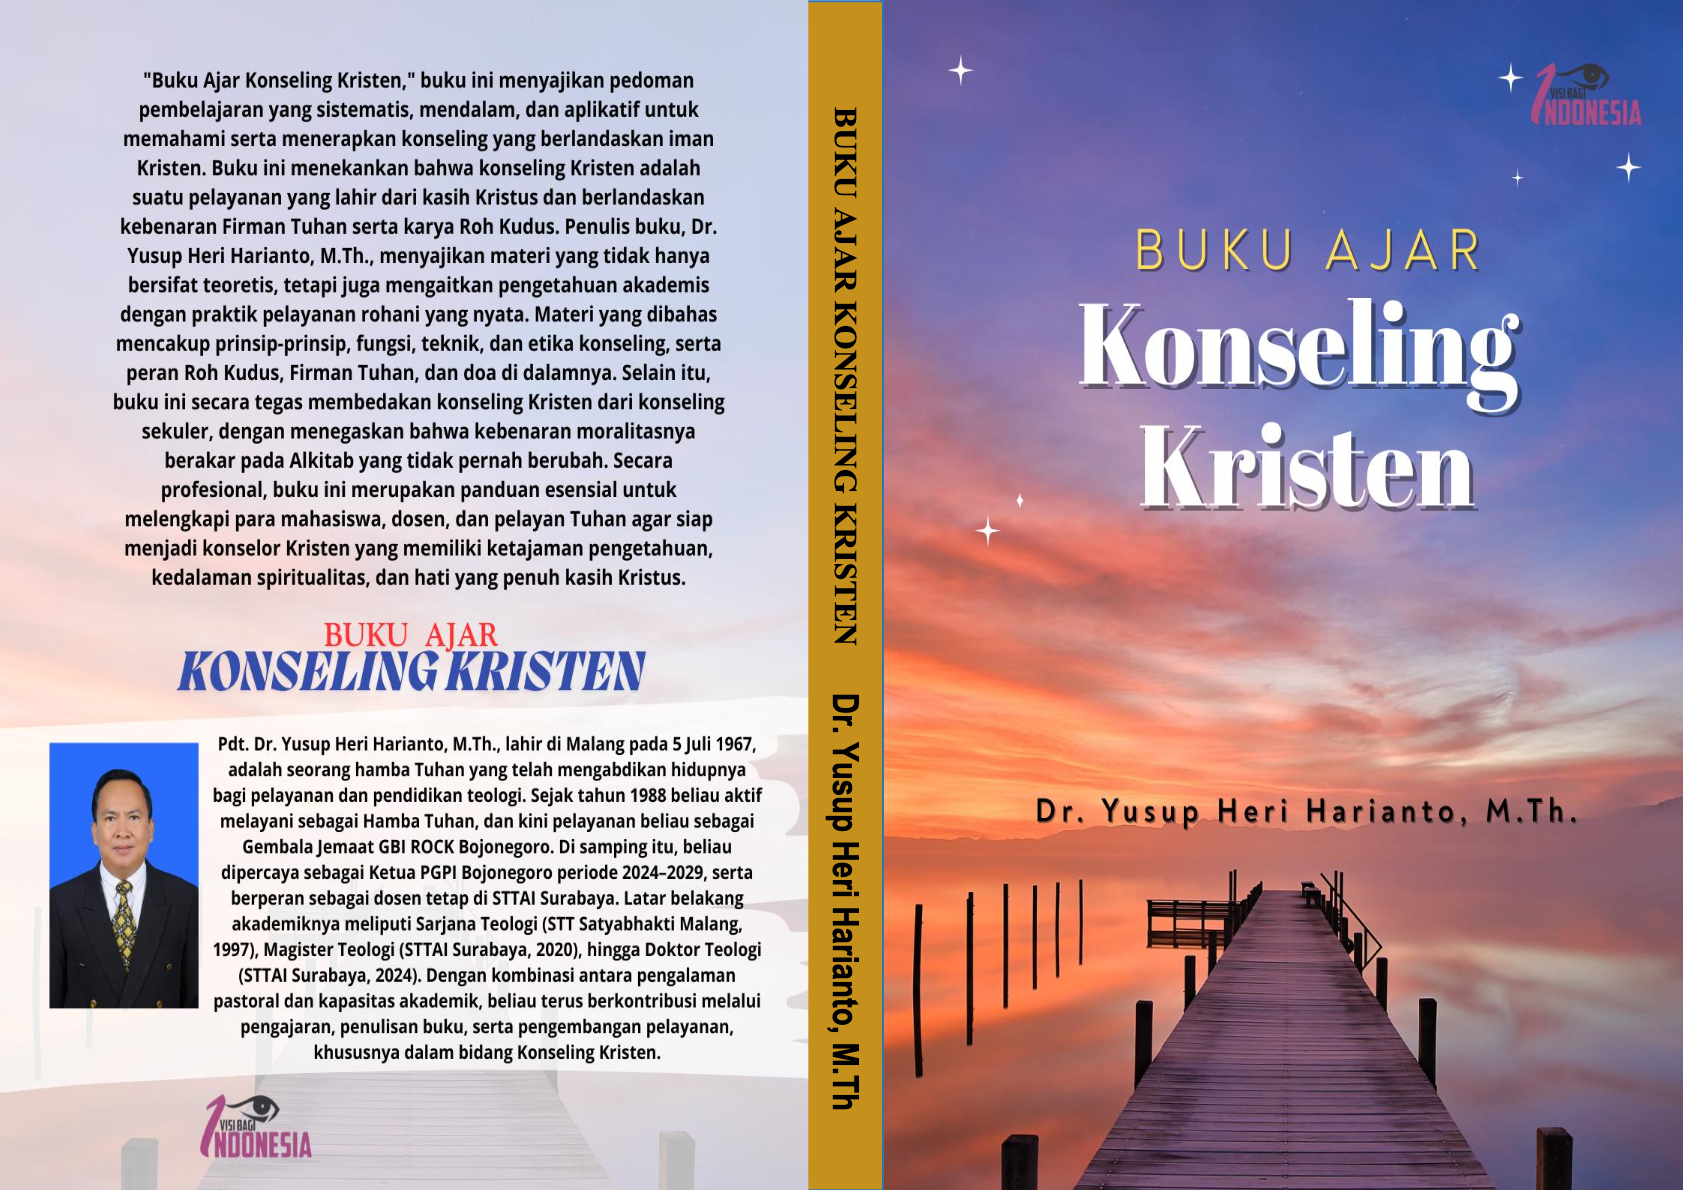 "Buku Ajar Konseling Kristen," buku ini menyajikan pedoman
pembelajaran yang sistematis, mendalam, dan aplikatif untuk
memahami serta menerapkan konseling yang berlandaskan iman
Kristen. Buku ini menekankan bahwa konseling Kristen adalah
suatu pelayanan yang lahir dari kasih Kristus dan berlandaskan
kebenaran Firman Tuhan serta karya Roh Kudus. Penulis buku, Dr.
Yusup Heri Harianto, M.Th., menyajikan materi yang tidak hanya
bersifat teoretis, tetapi juga mengaitkan pengetahuan akademis
dengan praktik pelayanan rohani yang nyata. Materi yang dibahas
mencakup prinsip-prinsip, fungsi, teknik, dan etika konseling, serta
peran Roh Kudus, Firman Tuhan, dan doa di dalamnya. Selain itu,
buku ini secara tegas membedakan konseling Kristen dari konseling
sekuler, dengan menegaskan bahwa kebenaran moralitasnya
berakar pada Alkitab yang tidak pernah berubah. Secara
profesional, buku ini merupakan panduan esensial untuk
melengkapi para mahasiswa, dosen, dan pelayan Tuhan agar siap
menjadi konselor Kristen yang memiliki ketajaman pengetahuan,
kedalaman spiritualitas, dan hati yang penuh kasih Kristus.
BUKU AJAR
KONSELING KRISTEN
Pdt. Dr. Yusup Heri Harianto, M.Th., lahir di Malang pada 5 Juli 1967,
adalah seorang hamba Tuhan yang telah mengabdikan hidupnya
bagi pelayanan dan pendidikan teologi. Sejak tahun 1988 beliau aktif
melayani sebagai Hamba Tuhan, dan kini pelayanan beliau sebagai
Gembala Jemaat GBI ROCK Bojonegoro. Di samping itu, beliau
dipercaya sebagai Ketua PGPI Bojonegoro periode 2024–2029, serta
berperan sebagai dosen tetap di STTAI Surabaya. Latar belakang
akademiknya meliputi Sarjana Teologi (STT Satyabhakti Malang,
1997), Magister Teologi (STTAI Surabaya, 2020), hingga Doktor Teologi
(STTAI Surabaya, 2024). Dengan kombinasi antara pengalaman
pastoral dan kapasitas akademik, beliau terus berkontribusi melalui
pengajaran, penulisan buku, serta pengembangan pelayanan,
khususnya dalam bidang Konseling Kristen.
1 VISI BAGI
INDONESIA
BUKU AJAR KONSELING KRISTEN Dr. Yusup Heri Harianto, M.Th
1 VISI BAGI
INDONESIA
BUKU AJAR
Konseling
Kristen
Dr. Yusup Heri Harianto, M.Th.